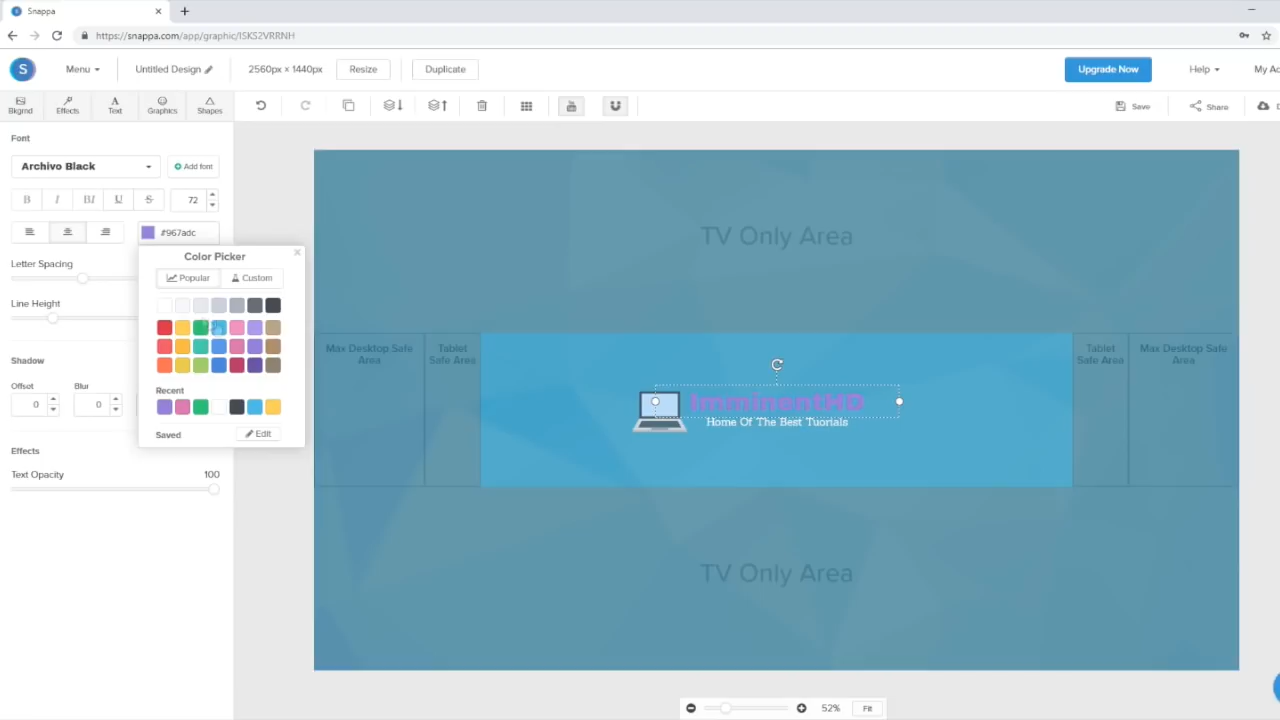 Snappa
https://snappa.com/app/graphic/ISKS2VRRNH
S Menu Untitled Design 2560px × 1440px Resize Duplicate Upgrade Now Help My Ac
Bkgrnd Effects Text Graphics Shapes Save Share D
Font
Archivo Black Add font
B I BI U S 72
#967adc
Color Picker
Popular Custom
Letter Spacing
Line Height
Shadow
Offset Blur
0 0
Recent
Saved Edit
Effects
Text Opacity 100
TV Only Area
Max Desktop Safe Area
Tablet Safe Area
Tablet Safe Area
Max Desktop Safe Area
ImminentHD
Home Of The Best Tuorials
TV Only Area
52% Fit